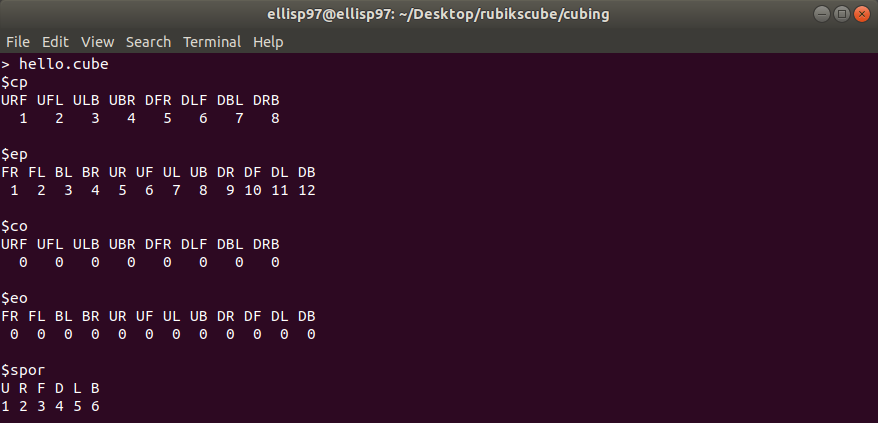 ellisp97@ellisp97: ~/Desktop/rubikscube/cubing
File Edit View Search Terminal Help
> hello.cube
$cp
URF UFL ULB UBR DFR DLF DBL DRB
  1   2   3   4   5   6   7   8

$ep
FR FL BL BR UR UF UL UB DR DF DL DB
 1  2  3  4  5  6  7  8  9 10 11 12

$co
URF UFL ULB UBR DFR DLF DBL DRB
  0   0   0   0   0   0   0   0

$eo
FR FL BL BR UR UF UL UB DR DF DL DB
 0  0  0  0  0  0  0  0  0  0  0  0

$spor
U R F D L B
1 2 3 4 5 6